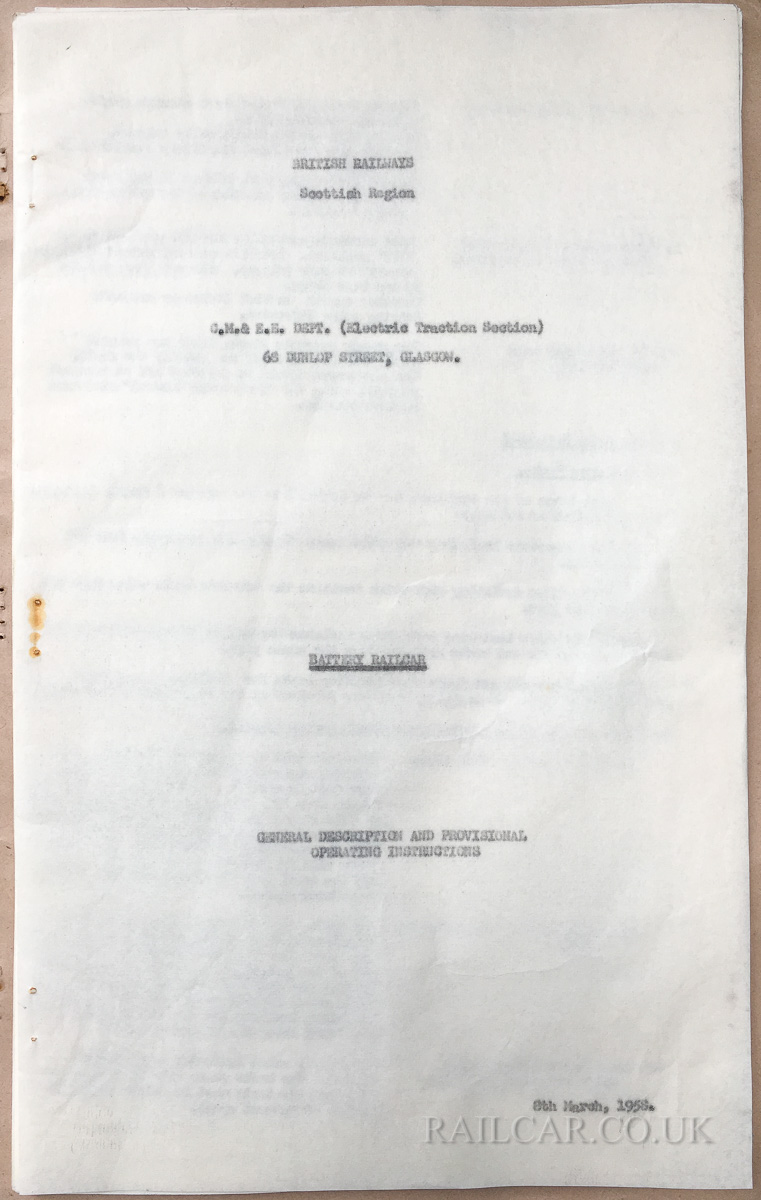 BRITISH RAILWAYS
Scottish Region
C.M.& E.E. DEPT. (Electric Traction Section)
68 DUNLOP STREET, GLASGOW.
BATTERY RAILCAR
GENERAL DESCRIPTION AND PROVISIONAL
OPERATING INSTRUCTIONS
8th March, 1958.
RAILCAR.CO.UK